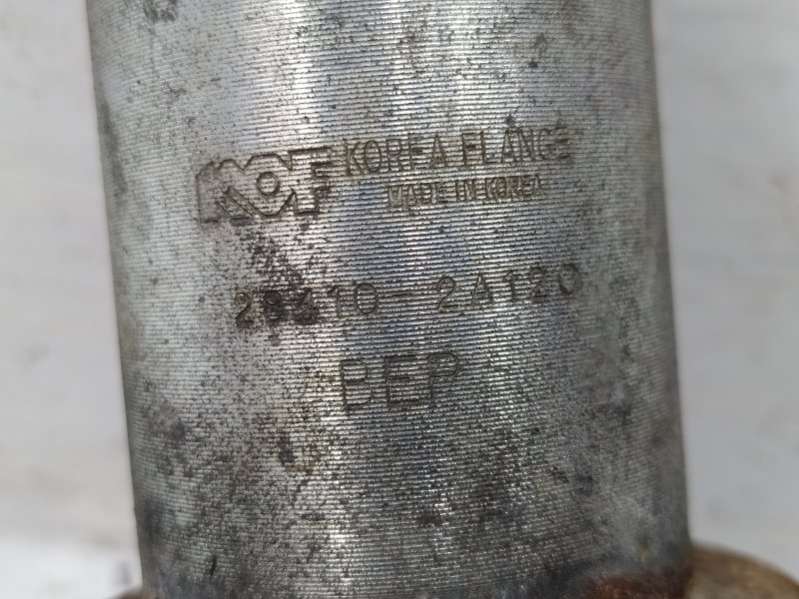 KOF KOREA FLANGE
MADE IN KOREA
28410-2A120
BEP